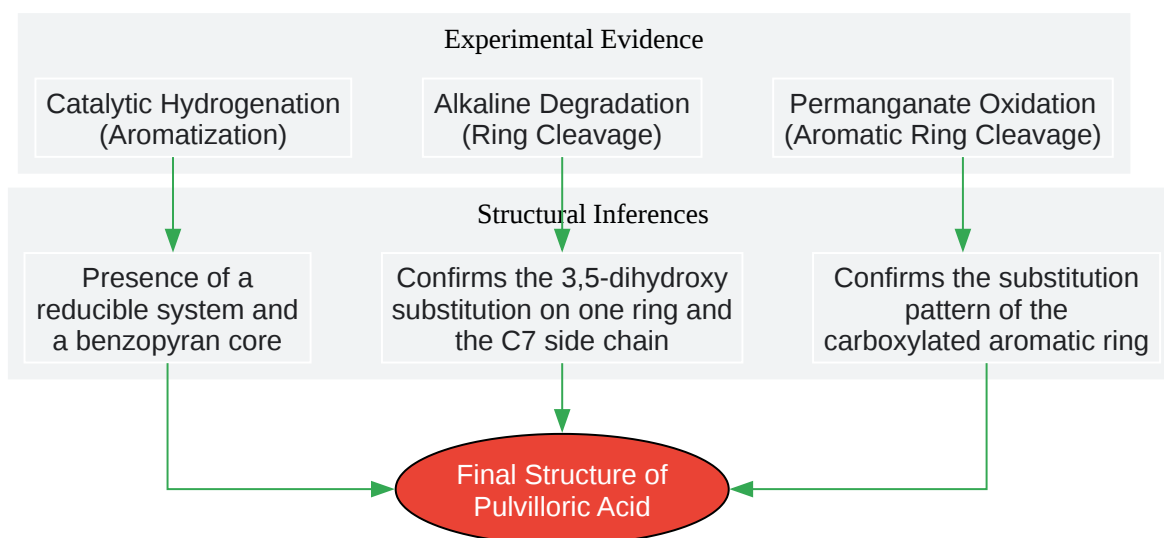 Experimental Evidence
Catalytic Hydrogenation
(Aromatization)
Alkaline Degradation
(Ring Cleavage)
Permanganate Oxidation
(Aromatic Ring Cleavage)
Structural Inferences
Presence of a
reducible system and
a benzopyran core
Confirms the 3,5-dihydroxy
substitution on one ring and
the C7 side chain
Confirms the substitution
pattern of the
carboxylated aromatic ring
Final Structure of
Pulvilloric Acid